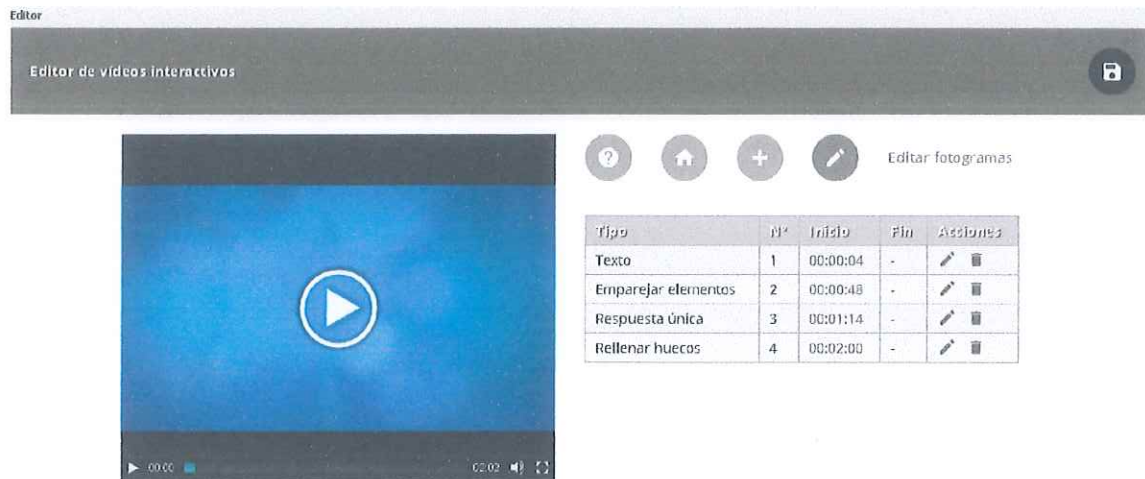 Editor
Editor de vídeos interactivos
Editar fotogramas
Tipo Nº Inicio Fin Acciones
Texto 1 00:00:04 -
Emparejar elementos 2 00:00:48 -
Respuesta única 3 00:01:14 -
Rellenar huecos 4 00:02:00 -
00:00 02:02